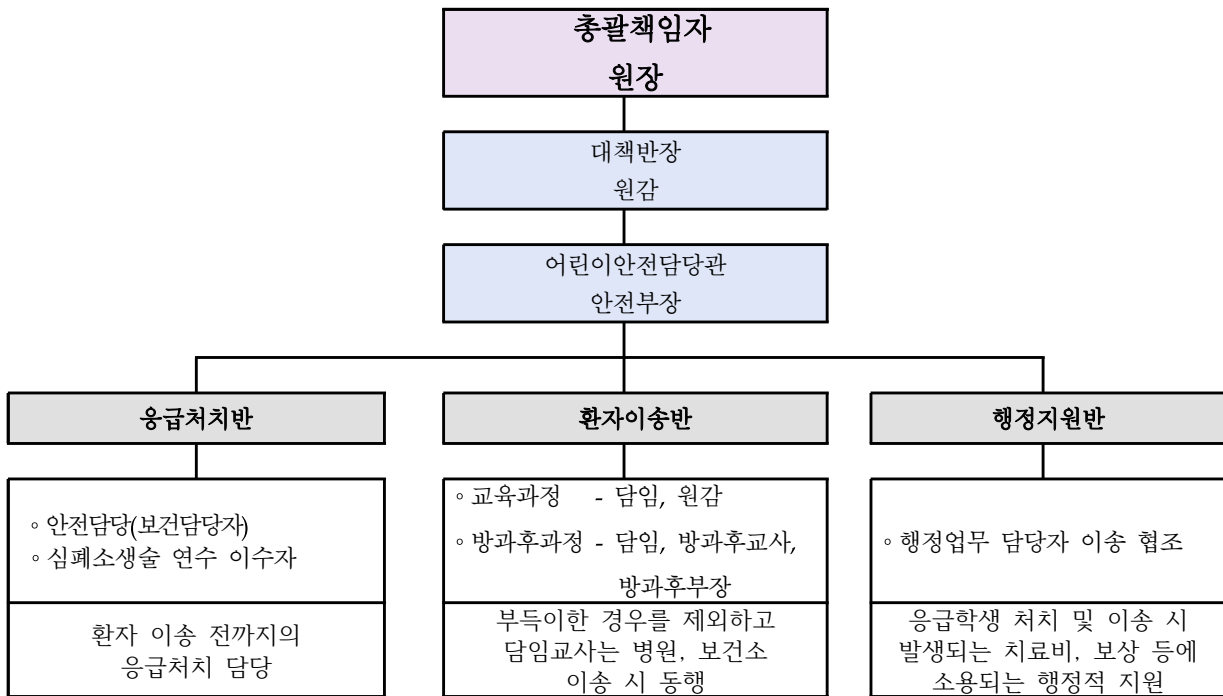 총괄책임자
원장
대책반장
원감
어린이안전담당관
안전부장
응급처치반
환자이송반
행정지원반
◦ 안전담당(보건담당자)
◦ 심폐소생술 연수 이수자
◦ 교육과정 - 담임, 원감
◦ 방과후과정 - 담임, 방과후교사,
방과후부장
◦ 행정업무 담당자 이송 협조
환자 이송 전까지의
응급처치 담당
부득이한 경우를 제외하고
담임교사는 병원, 보건소
이송 시 동행
응급학생 처치 및 이송 시
발생되는 치료비, 보상 등에
소용되는 행정적 지원